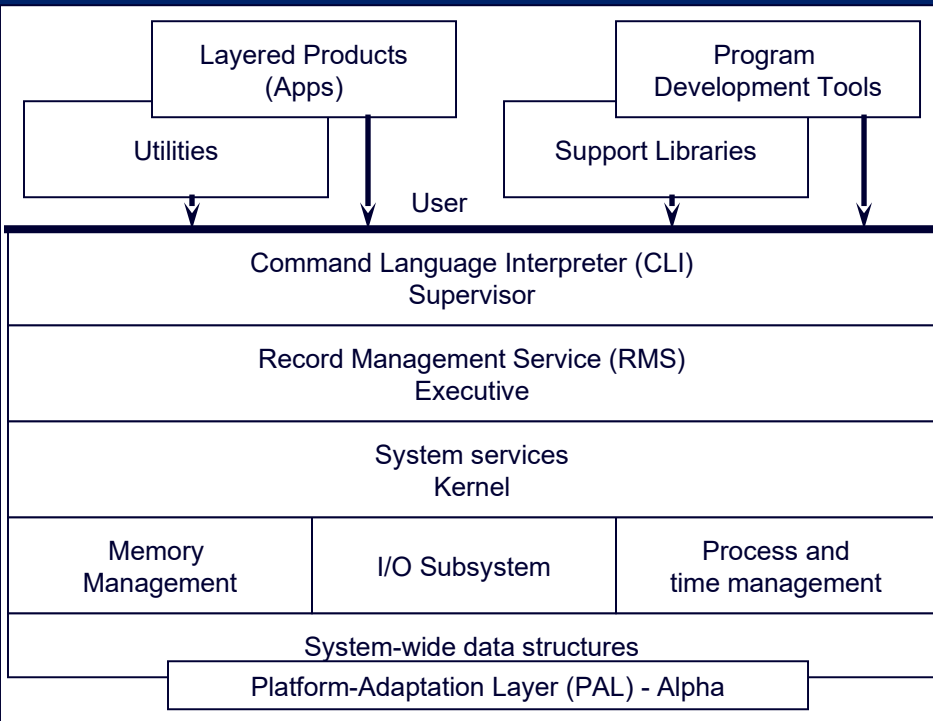 Layered Products
(Apps)
Program
Development Tools
Utilities
Support Libraries
User
Command Language Interpreter (CLI)
Supervisor
Record Management Service (RMS)
Executive
System services
Kernel
Memory
Management
I/O Subsystem
Process and
time management
System-wide data structures
Platform-Adaptation Layer (PAL) - Alpha